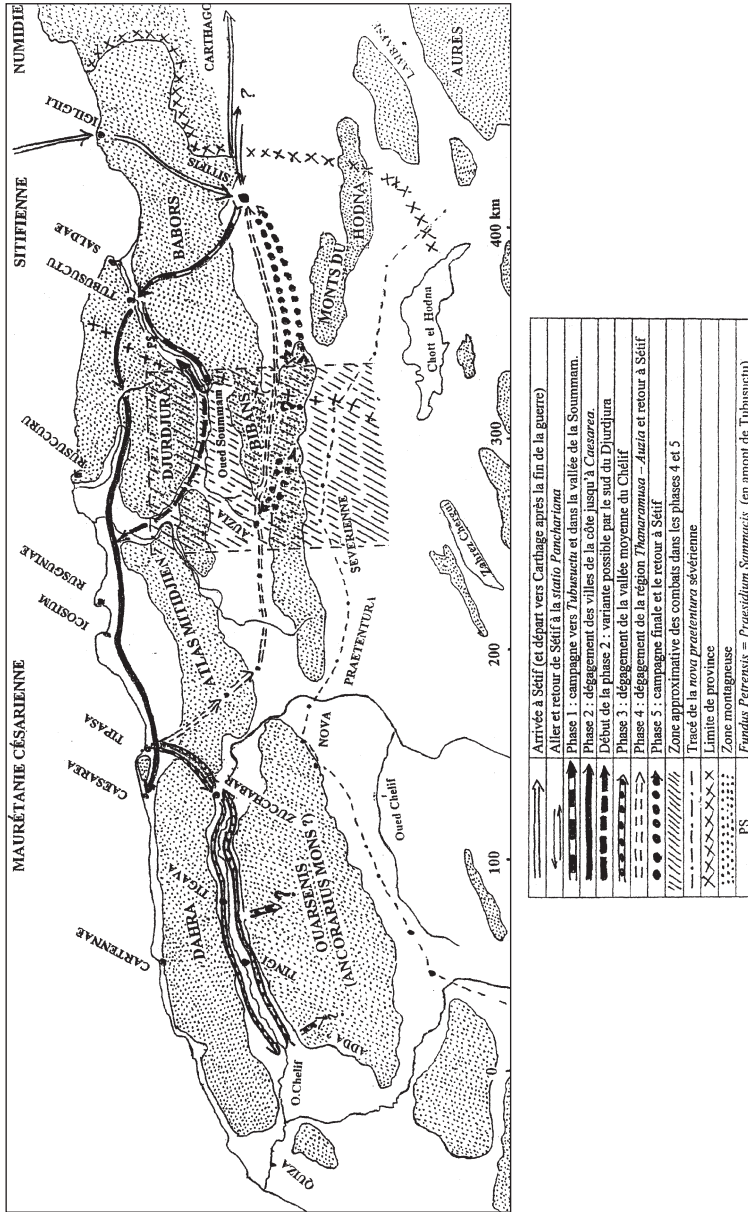 MAURÉTANIE CÉSARIENNE
SITIFIENNE
NUMIDIE
CARTENNAE
CAESAREA
TIPASA
ICOSIUM
RUSGUNIAE
RUSUCCURU
TUBUSUCTU
SALDAE
IGILGILI
CARTHAGO
?
SITIFIS
BABORS
DJURDJURA
PS
Oued Soummam
BIBANS
?
AUZIA
ATLAS MITIDJIEN
DAHRA
TIGAVA
ZUCCHABAR
OUARSENIS
(ANCORARIUS MONS ?)
?
TINGI
ADDA ?
O.Chelif
QUIZA
NOVA
PRAETENTURA
SÉVÉRIENNE
MONTS DU
HODNA
AURÈS
Chott el Hodna
Zahrez Chergui
Oued Chelif
0
100
200
300
400 km
Arrivée à Sétif (et départ vers Carthage après la fin de la guerre)
Aller et retour de Sétif à la statio Panchariana
Phase 1 : campagne vers Tubusuctu et dans la vallée de la Soummam.
Phase 2 : dégagement des villes de la côte jusqu'à Caesarea.
Début de la phase 2 : variante possible par le sud du Djurdjura
Phase 3 : dégagement de la vallée moyenne du Chélif
Phase 4 : dégagement de la région Thanaramusa – Auzia et retour à Sétif
Phase 5 : campagne finale et le retour à Sétif
Zone approximative des combats dans les phases 4 et 5
Tracé de la nova praetentura sévérienne
Limite de province
Zone montagneuse
PS Fundus Petrensis = Praesidium Sammacis (en amont de Tubusuctu)